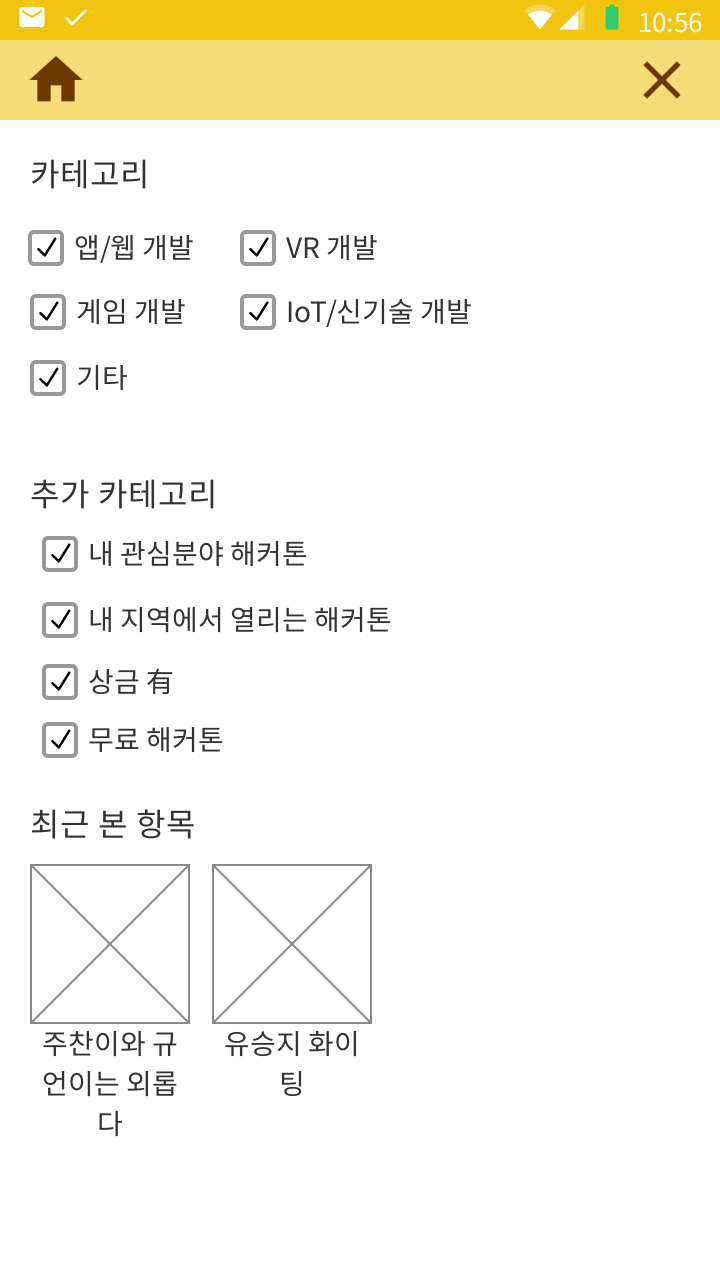 10:56
카테고리
앱/웹 개발
VR 개발
게임 개발
IoT/신기술 개발
기타
추가 카테고리
내 관심분야 해커톤
내 지역에서 열리는 해커톤
상금 有
무료 해커톤
최근 본 항목
주찬이와 규
언이는 외롭
다
유승지 화이
팅